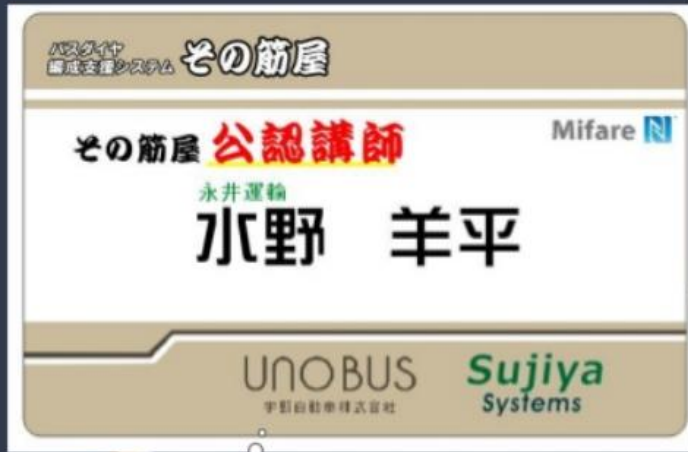 バスダイヤ
編成支援システム その筋屋
その筋屋 公認講師
Mifare N
永井運輸
水野 羊平
UNOBUS
宇野自動車株式会社
Sujiya
Systems